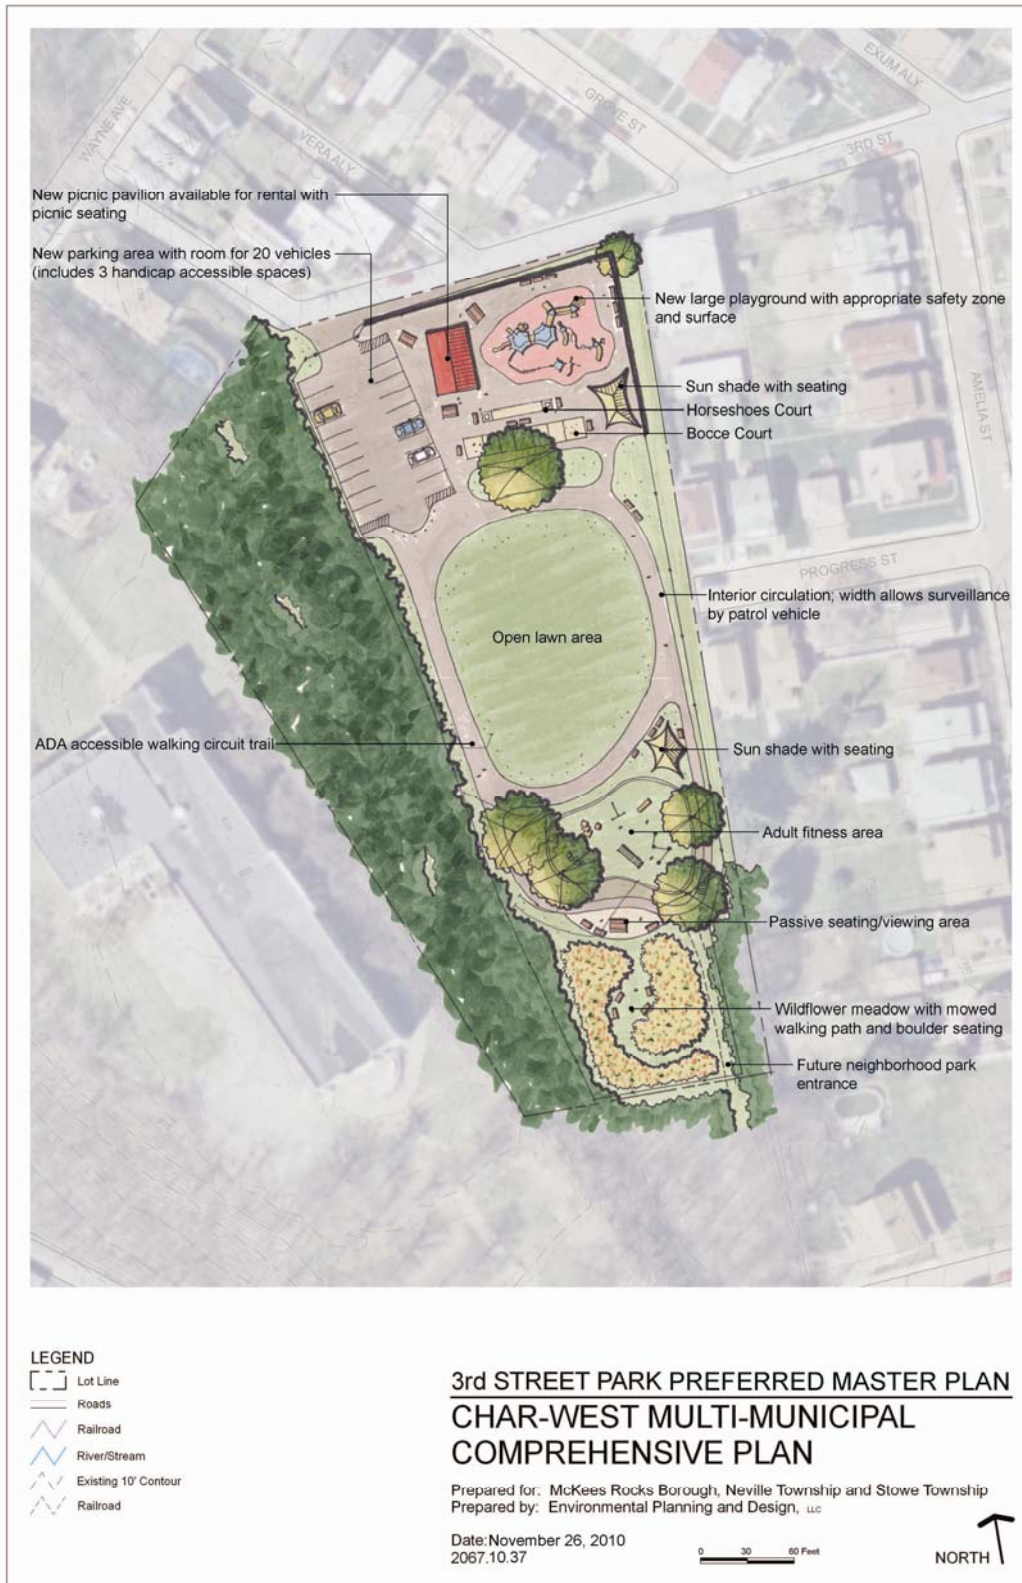 EXUM ALY
GROVE ST
WAYNE AVE
VERA ALY
3RD ST
New picnic pavilion available for rental with
picnic seating
New parking area with room for 20 vehicles
(includes 3 handicap accessible spaces)
New large playground with appropriate safety zone
and surface
Sun shade with seating
Horseshoes Court
Bocce Court
AMELIA ST
PROGRESS ST
Interior circulation; width allows surveillance
by patrol vehicle
Open lawn area
ADA accessible walking circuit trail
Sun shade with seating
Adult fitness area
Passive seating/viewing area
Wildflower meadow with mowed
walking path and boulder seating
Future neighborhood park
entrance
LEGEND
Lot Line
Roads
Railroad
River/Stream
Existing 10' Contour
Railroad
3rd STREET PARK PREFERRED MASTER PLAN
CHAR-WEST MULTI-MUNICIPAL
COMPREHENSIVE PLAN
Prepared for: McKees Rocks Borough, Neville Township and Stowe Township
Prepared by: Environmental Planning and Design, LLC
Date:November 26, 2010
2067.10.37
0 30 60 Feet
NORTH